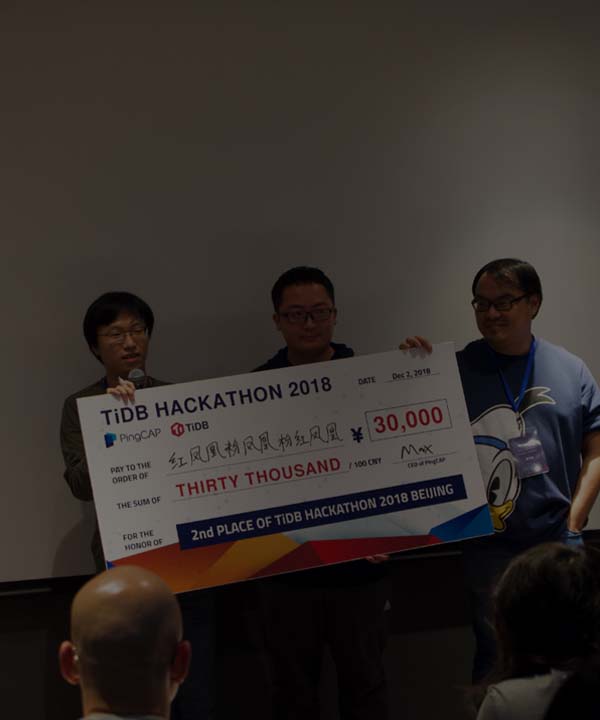 TiDB HACKATHON 2018
DATE Dec 2, 2018
PingCAP TiDB
PAY TO THE
ORDER OF
红凤凰粉凤凰粉红凤凰 ¥ 30,000
THE SUM OF THIRTY THOUSAND / 100 CNY
Max
CEO of PingCAP
FOR THE
HONOR OF
2nd PLACE OF TiDB HACKATHON 2018 BEIJING